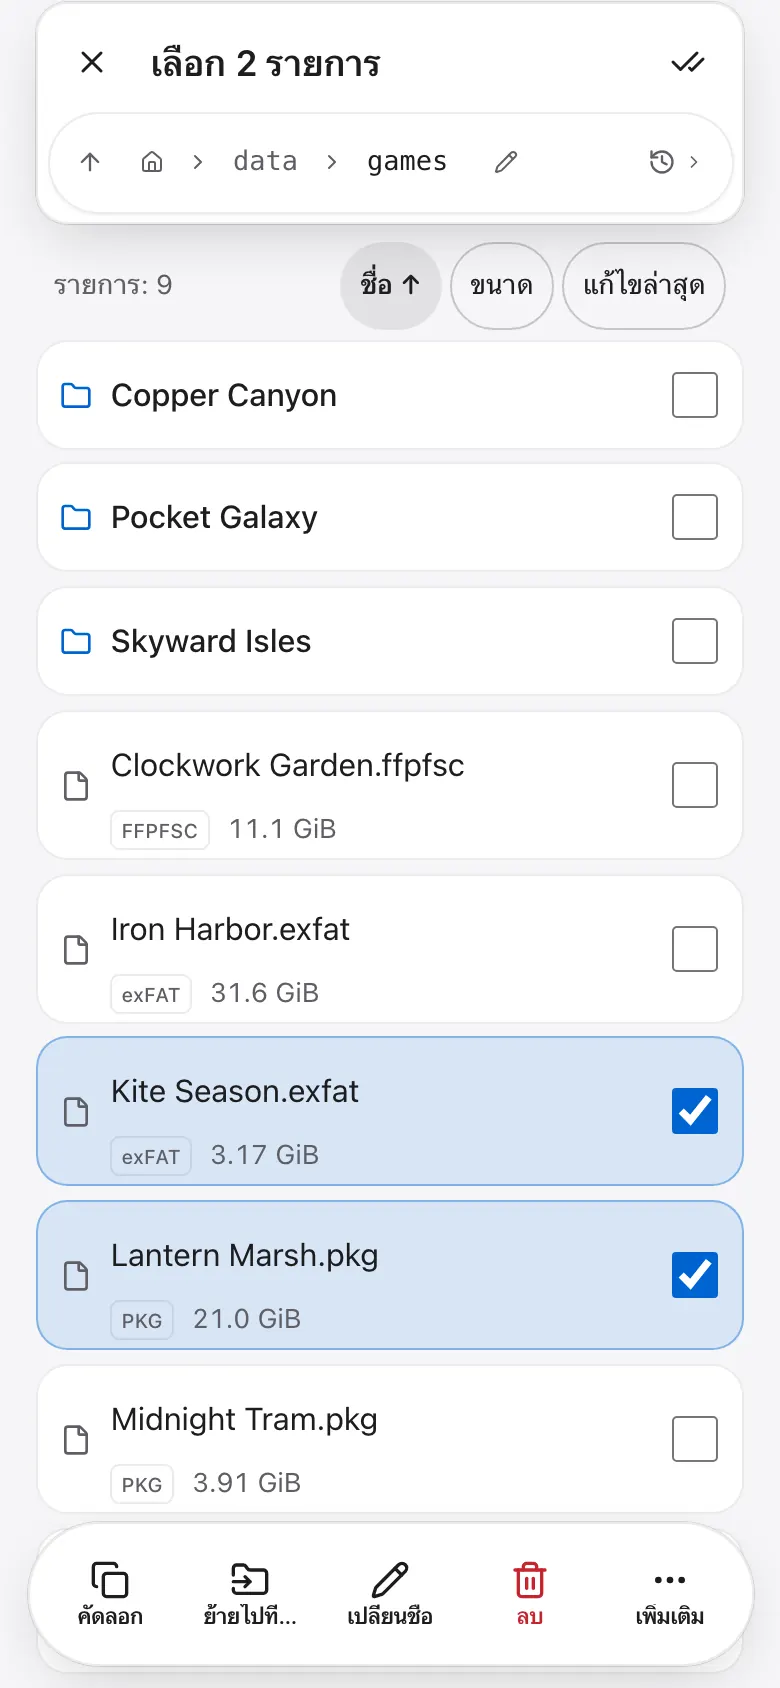 เลือก 2 รายการ
data > games
รายการ: 9
ชื่อ ↑ ขนาด แก้ไขล่าสุด
Copper Canyon
Pocket Galaxy
Skyward Isles
Clockwork Garden.ffpfsc
FFPFSC 11.1 GiB
Iron Harbor.exfat
exFAT 31.6 GiB
Kite Season.exfat
exFAT 3.17 GiB
Lantern Marsh.pkg
PKG 21.0 GiB
Midnight Tram.pkg
PKG 3.91 GiB
คัดลอก ย้ายไปที่... เปลี่ยนชื่อ ลบ เพิ่มเติม